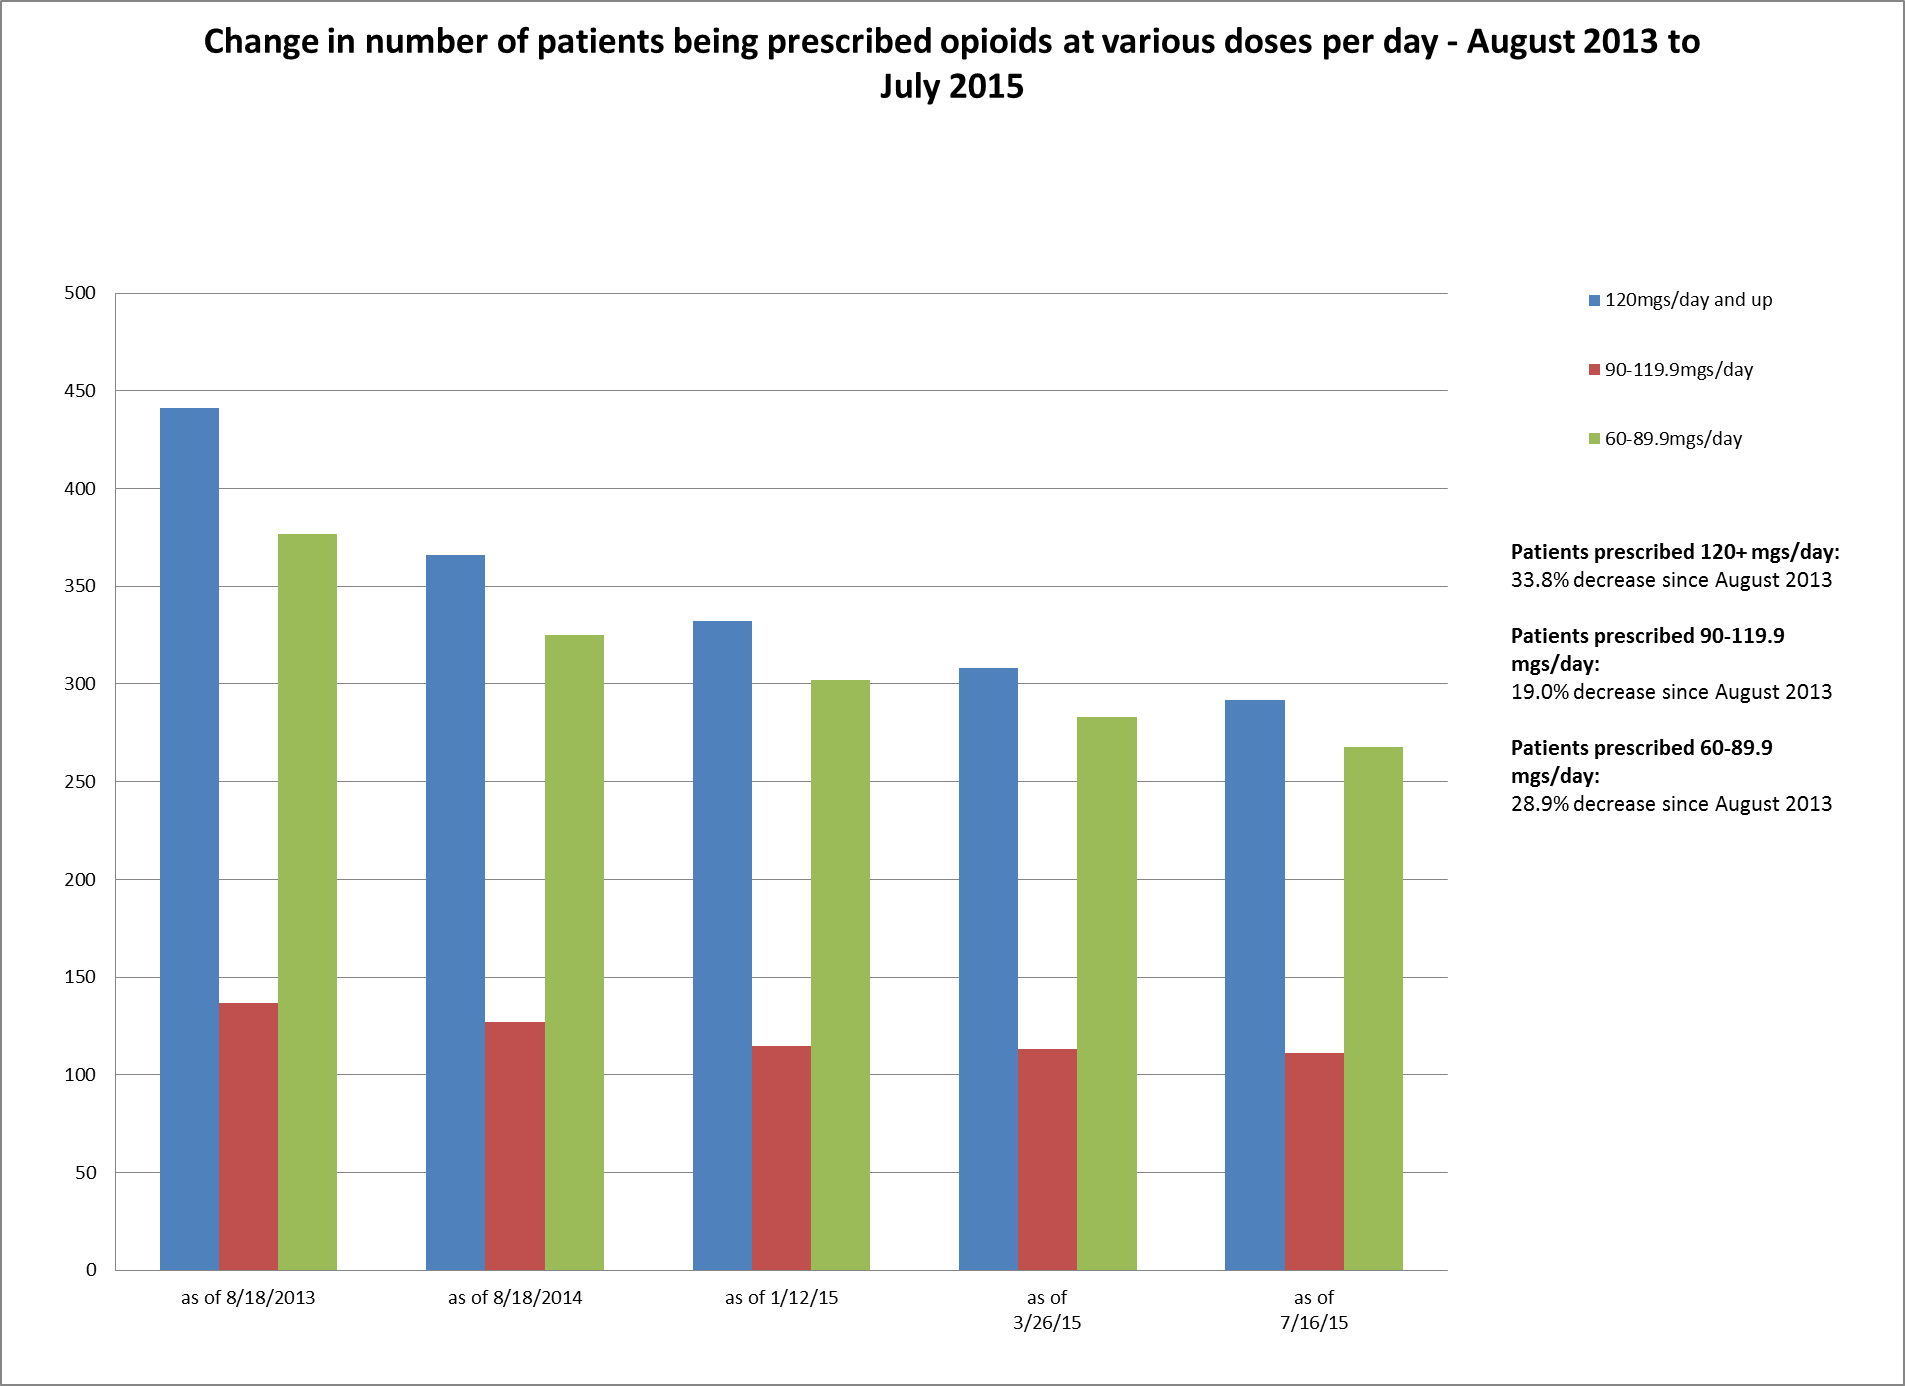 Change in number of patients being prescribed opioids at various doses per day - August 2013 to
July 2015
500
450
400
350
300
250
200
150
100
50
0
as of 8/18/2013
as of 8/18/2014
as of 1/12/15
as of
3/26/15
as of
7/16/15
120mgs/day and up
90-119.9mgs/day
60-89.9mgs/day
Patients prescribed 120+ mgs/day:
33.8% decrease since August 2013
Patients prescribed 90-119.9
mgs/day:
19.0% decrease since August 2013
Patients prescribed 60-89.9
mgs/day:
28.9% decrease since August 2013